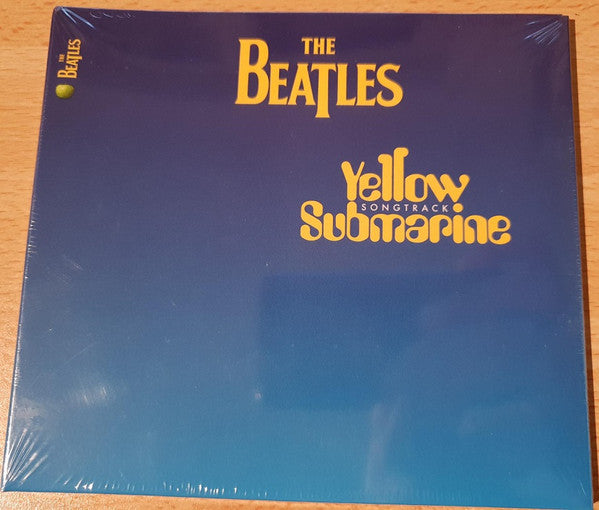 THE
BEATLES
THE
BEATLES
Yellow
SONGTRACK
Submarine